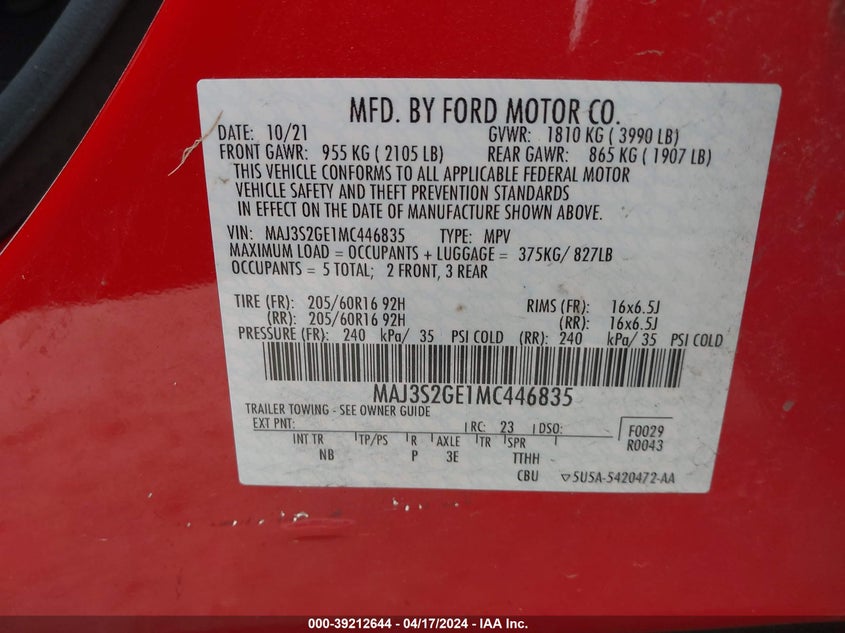 MFD. BY FORD MOTOR CO.
DATE: 10/21 GVWR: 1810 KG ( 3990 LB)
FRONT GAWR: 955 KG ( 2105 LB) REAR GAWR: 865 KG ( 1907 LB)
THIS VEHICLE CONFORMS TO ALL APPLICABLE FEDERAL MOTOR
VEHICLE SAFETY AND THEFT PREVENTION STANDARDS
IN EFFECT ON THE DATE OF MANUFACTURE SHOWN ABOVE.
VIN: MAJ3S2GE1MC446835 TYPE: MPV
MAXIMUM LOAD = OCCUPANTS + LUGGAGE = 375KG/ 827LB
OCCUPANTS = 5 TOTAL; 2 FRONT, 3 REAR
TIRE (FR): 205/60R16 92H RIMS (FR): 16x6.5J
(RR): 205/60R16 92H (RR): 16x6.5J
PRESSURE (FR): 240 kPa/ 35 PSI COLD (RR): 240 kPa/ 35 PSI COLD
MAJ3S2GE1MC446835
TRAILER TOWING - SEE OWNER GUIDE
EXT PNT: RC: 23 DSO: F0029
INT TR TP/PS R AXLE TR SPR R0043
NB P 3E TTHH
CBU ▽5U5A-5420472-AA
000-39212644 - 04/17/2024 - IAA Inc.